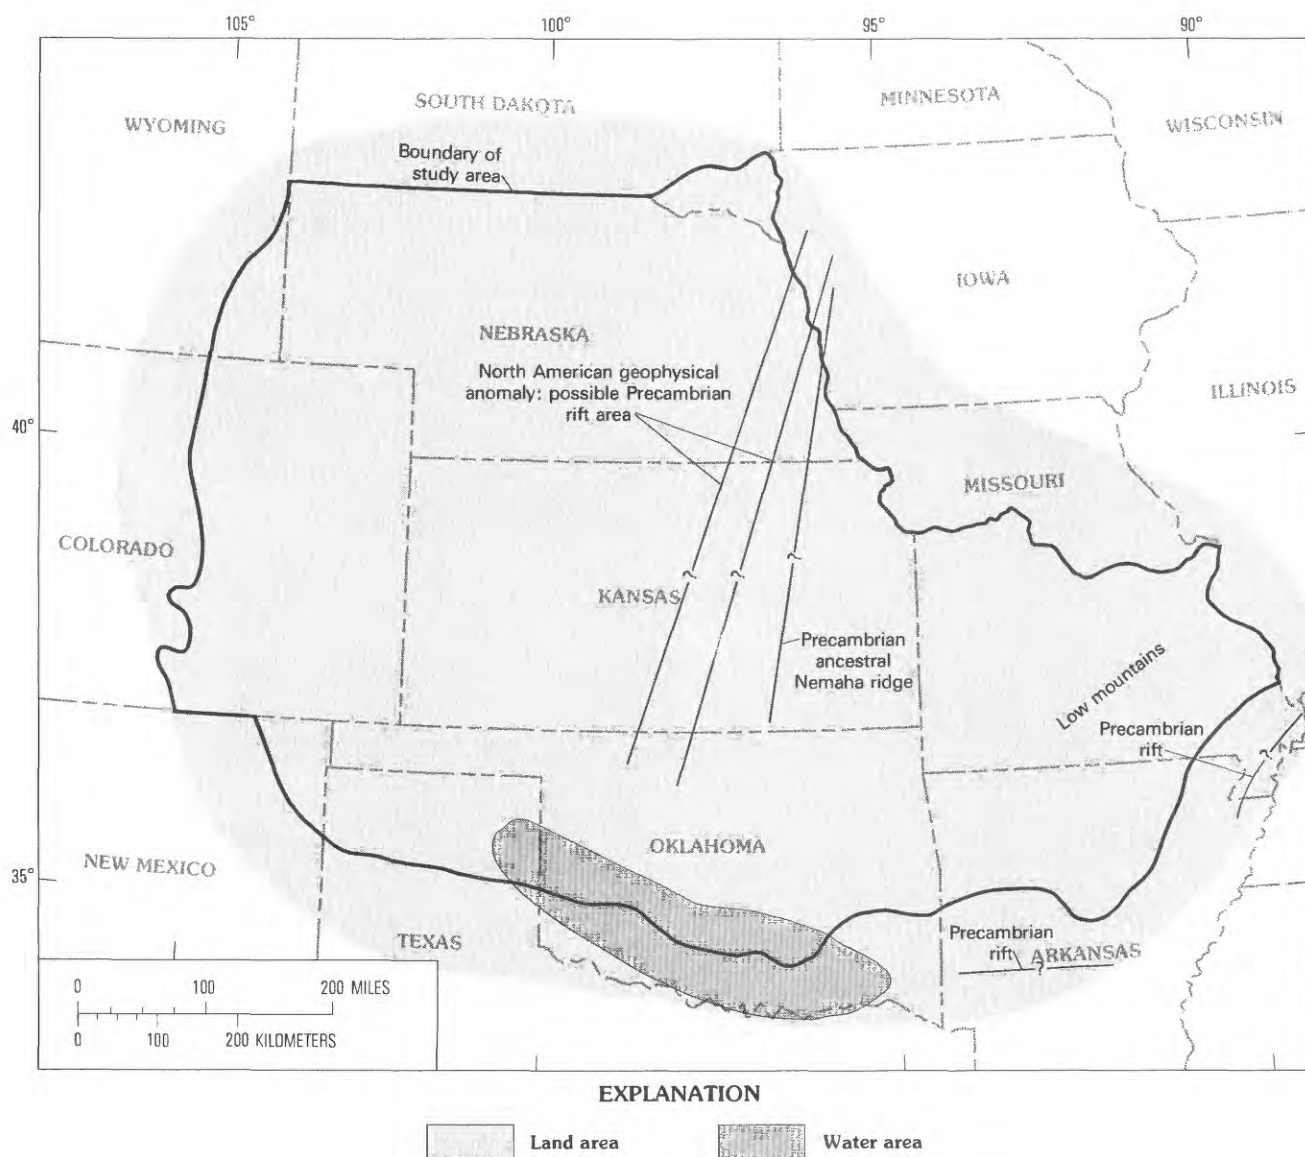 105°
100°
95°
90°
SOUTH DAKOTA
MINNESOTA
WYOMING
WISCONSIN
Boundary of
study area
IOWA
NEBRASKA
North American geophysical
anomaly: possible Precambrian
rift area
ILLINOIS
40°
MISSOURI
COLORADO
?
?
?
KANSAS
Precambrian
ancestral
Nemaha ridge
Low mountains
Precambrian
rift
?
OKLAHOMA
NEW MEXICO
35°
TEXAS
Precambrian
rift
ARKANSAS
?
0 100 200 MILES
0 100 200 KILOMETERS
EXPLANATION
Land area
Water area